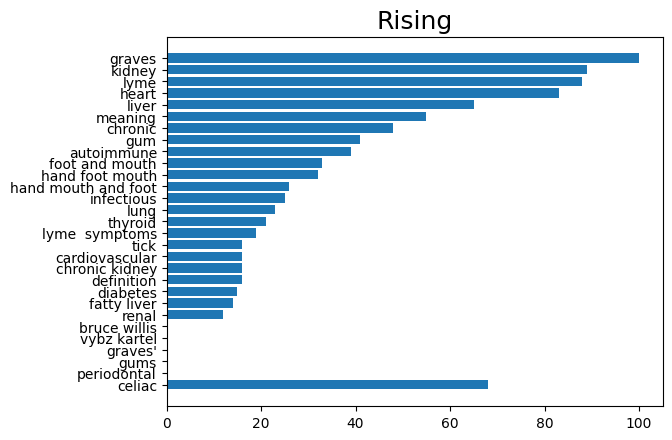 Rising
graves
kidney
lyme
heart
liver
meaning
chronic
gum
autoimmune
foot and mouth
hand foot mouth
hand mouth and foot
infectious
lung
thyroid
lyme  symptoms
tick
cardiovascular
chronic kidney
definition
diabetes
fatty liver
renal
bruce willis
vybz kartel
graves'
gums
periodontal
celiac
0 20 40 60 80 100